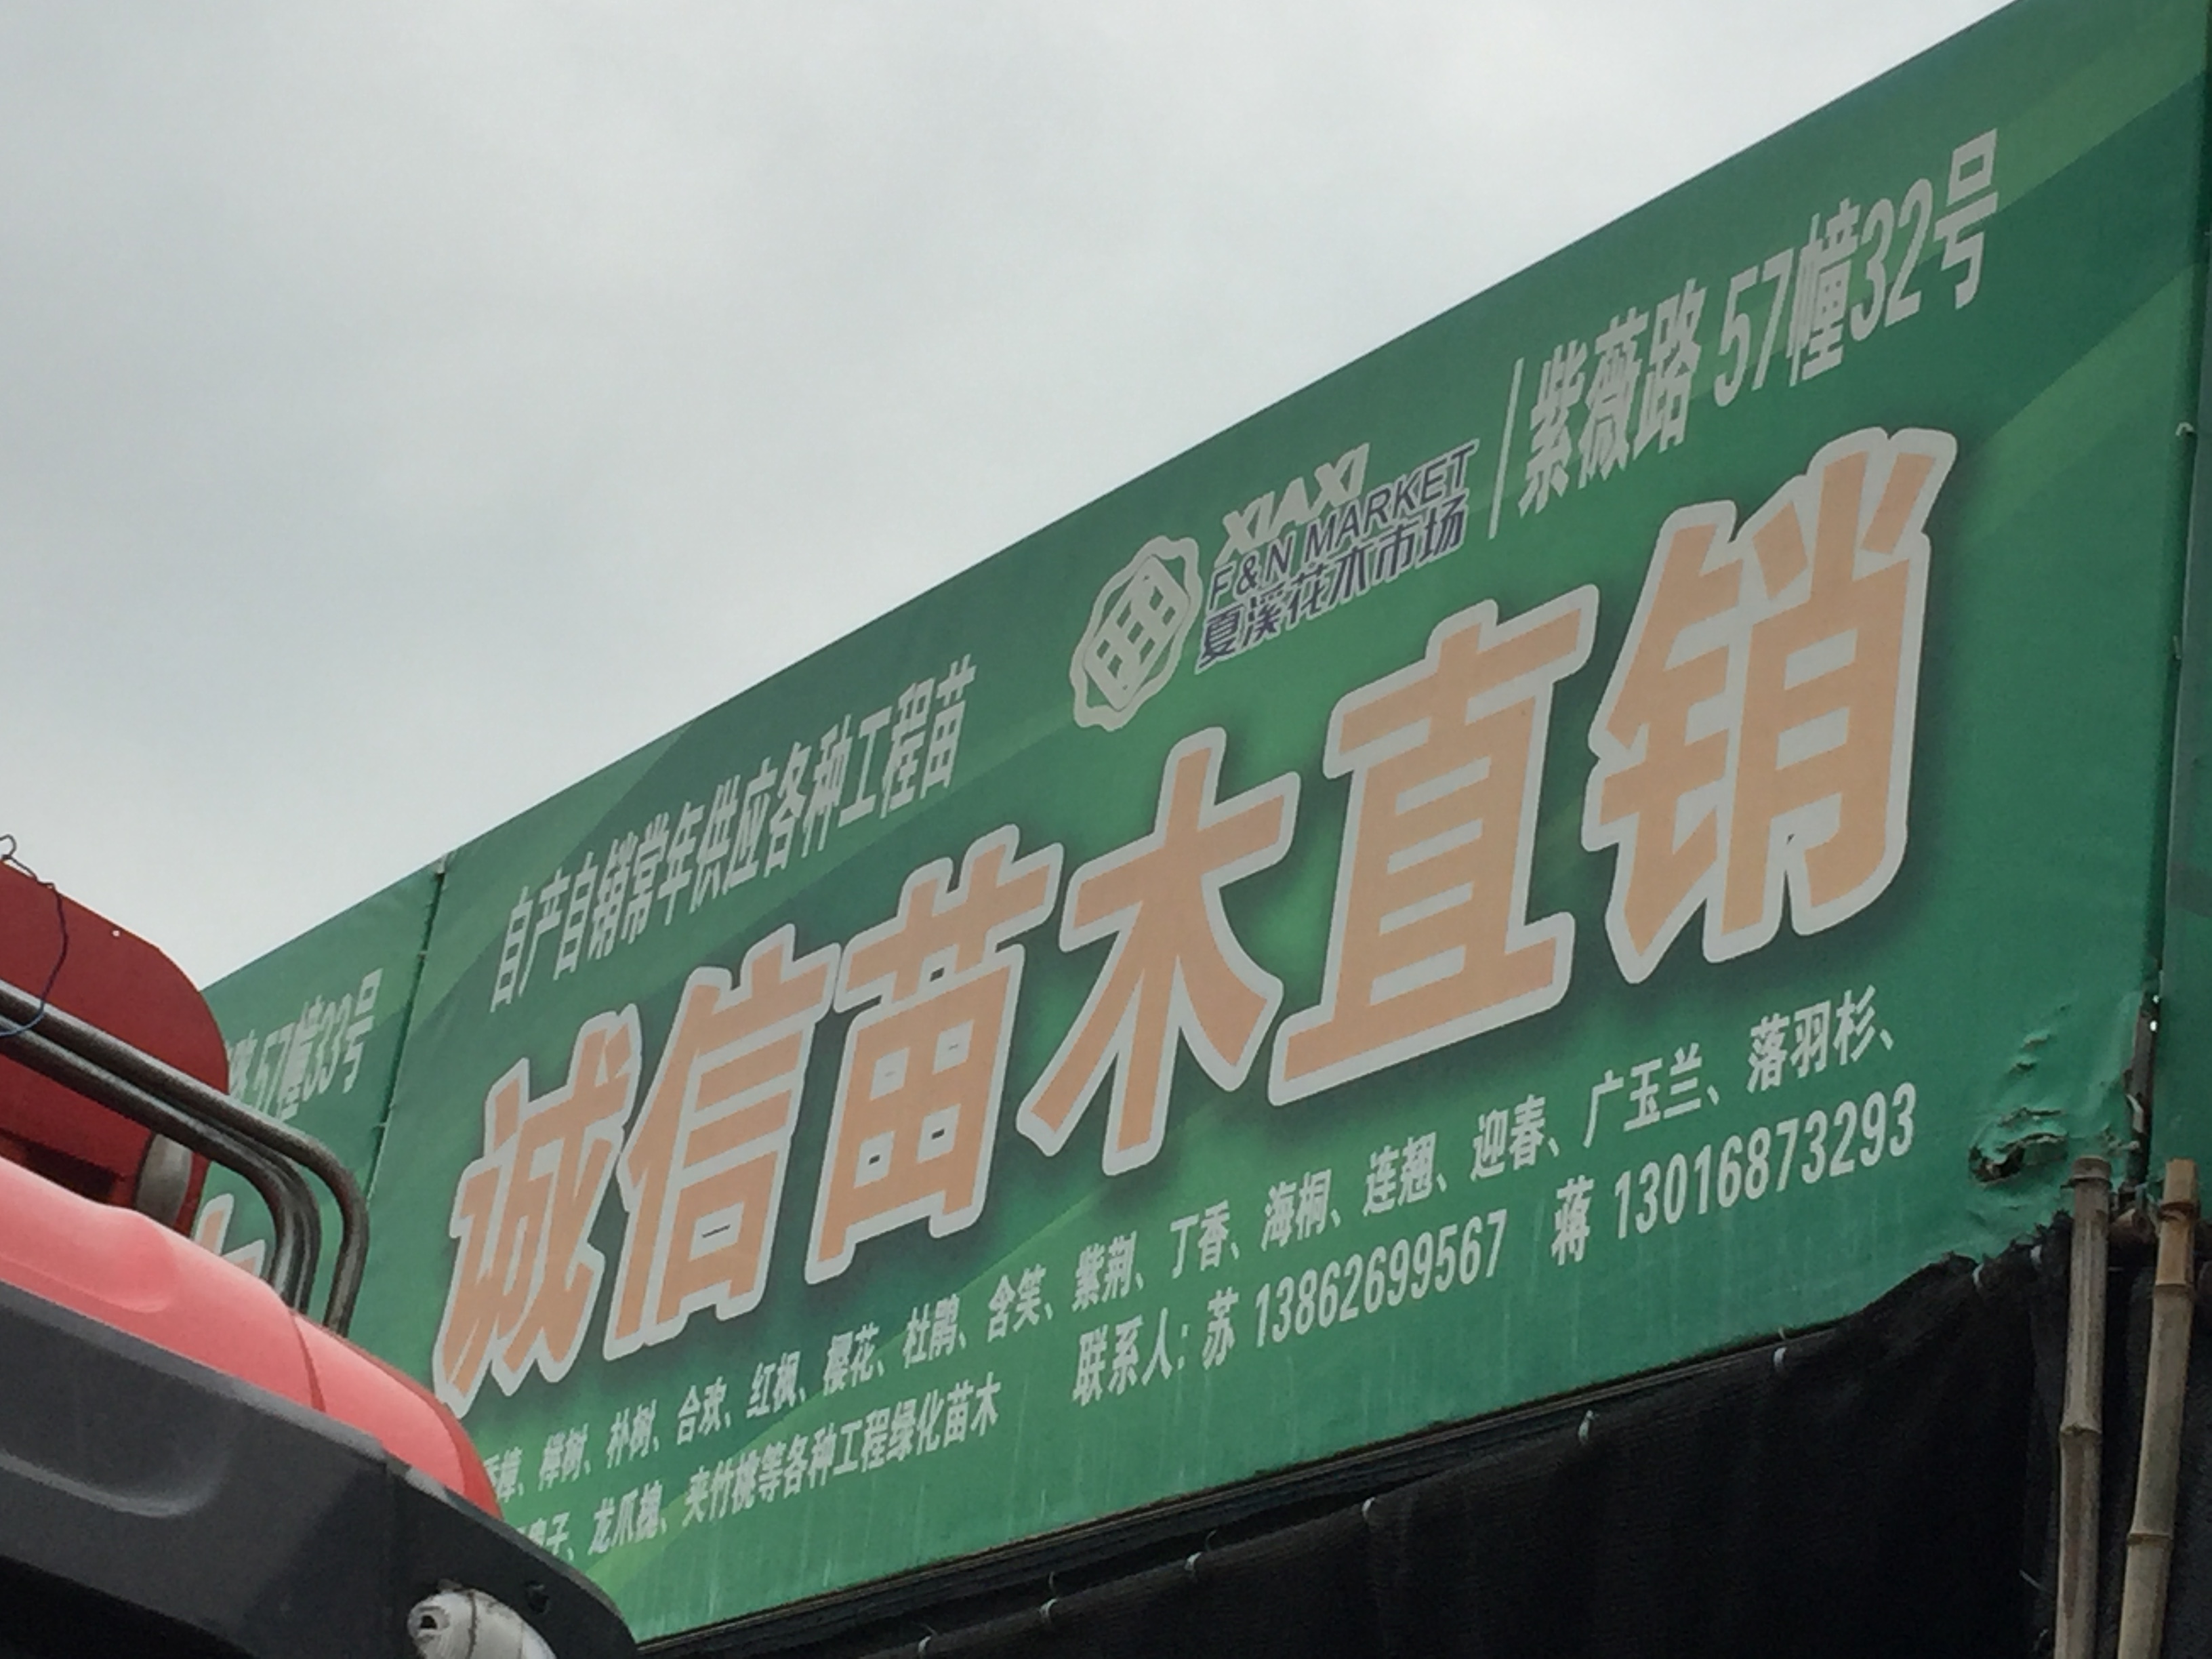 自产自销常年供应各种工程苗
XIAXI
F&N MARKET
夏溪花木市场
紫薇路 57幢32号
诚信苗木直销
香樟、榉树、朴树、合欢、红枫、樱花、杜鹃、含笑、紫荆、丁香、海桐、连翘、迎春、广玉兰、落羽杉、
子、龙爪槐、夹竹桃等各种工程绿化苗木
联系人: 苏 13862699567 蒋 13016873293
路 57幢33号